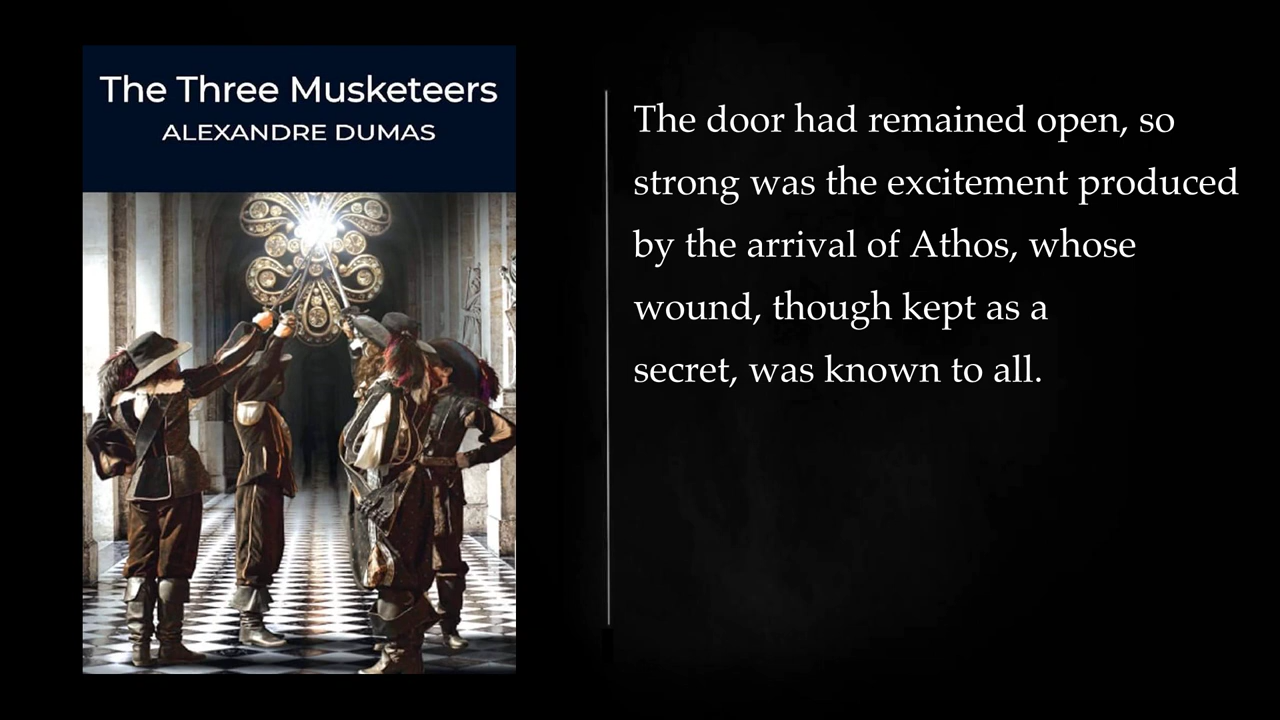 The Three Musketeers
ALEXANDRE DUMAS
The door had remained open, so
strong was the excitement produced
by the arrival of Athos, whose
wound, though kept as a
secret, was known to all.